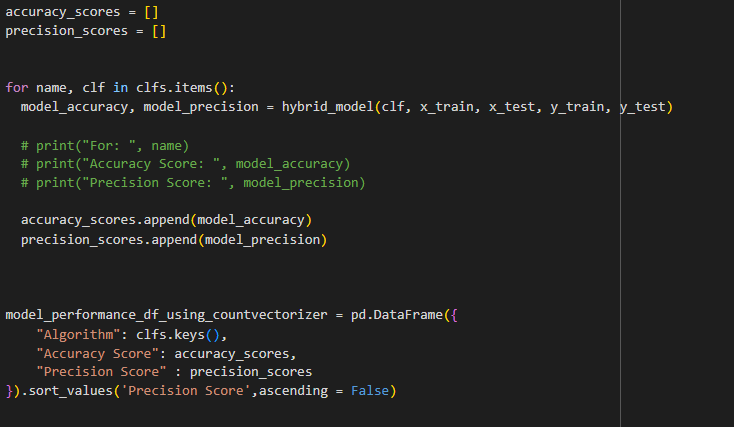 accuracy_scores = []
precision_scores = []
for name, clf in clfs.items():
  model_accuracy, model_precision = hybrid_model(clf, x_train, x_test, y_train, y_test)
  # print("For: ", name)
  # print("Accuracy Score: ", model_accuracy)
  # print("Precision Score: ", model_precision)
  accuracy_scores.append(model_accuracy)
  precision_scores.append(model_precision)
model_performance_df_using_countvectorizer = pd.DataFrame({
    "Algorithm": clfs.keys(),
    "Accuracy Score": accuracy_scores,
    "Precision Score" : precision_scores
}).sort_values('Precision Score',ascending = False)